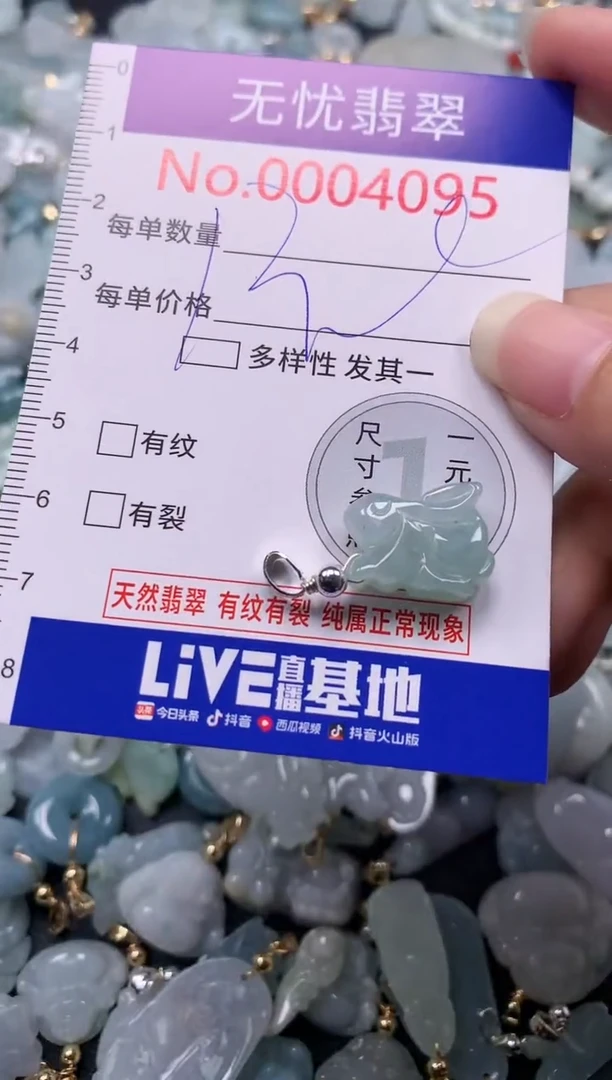 无忧翡翠
No.0004095
每单数量
每单价格
多样性 发其一
有纹
有裂
尺寸
一元
1
天然翡翠 有纹有裂 纯属正常现象
LiVE直播基地
头条 今日头条 抖音 西瓜视频 抖音火山版
0
1
2
3
4
5
6
7
8